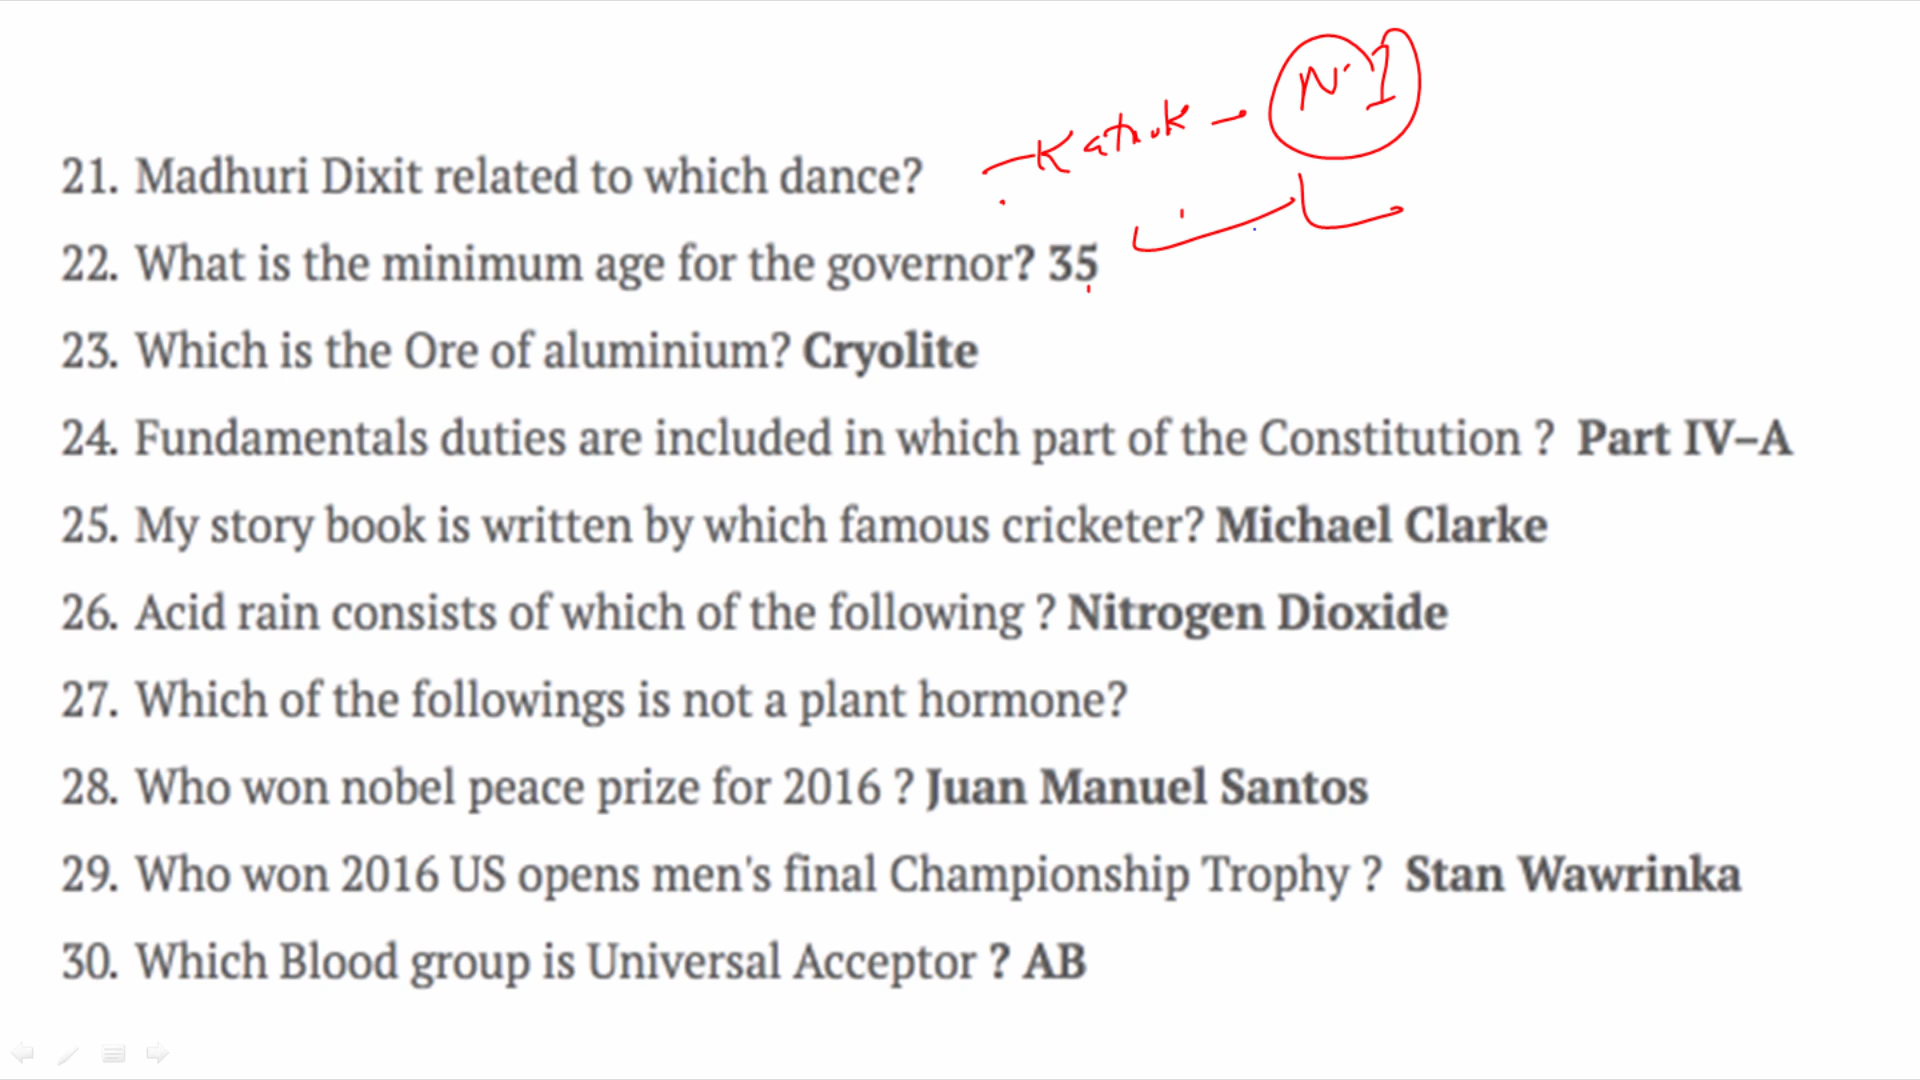 Kathak - N.I
21. Madhuri Dixit related to which dance?
22. What is the minimum age for the governor? 35
23. Which is the Ore of aluminium? Cryolite
24. Fundamentals duties are included in which part of the Constitution ? Part IV–A
25. My story book is written by which famous cricketer? Michael Clarke
26. Acid rain consists of which of the following ? Nitrogen Dioxide
27. Which of the followings is not a plant hormone?
28. Who won nobel peace prize for 2016 ? Juan Manuel Santos
29. Who won 2016 US opens men's final Championship Trophy ? Stan Wawrinka
30. Which Blood group is Universal Acceptor ? AB